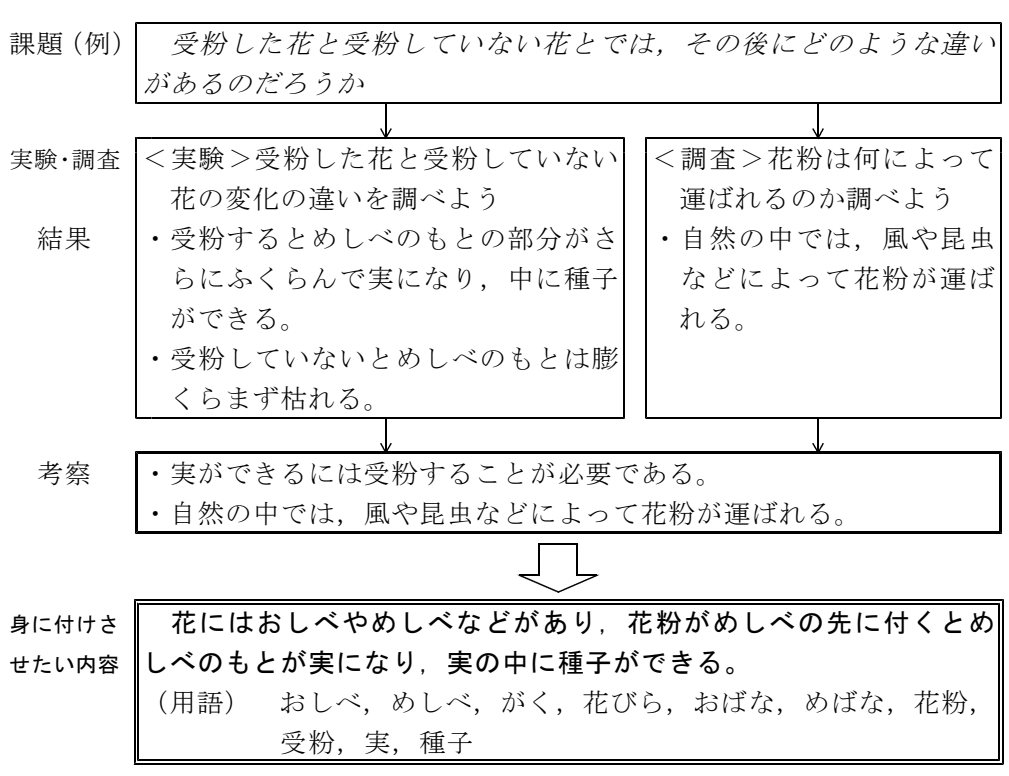 課題（例）
受粉した花と受粉していない花とでは，その後にどのような違い
があるのだろうか
実験・調査
＜実験＞受粉した花と受粉していない
花の変化の違いを調べよう
結果
・受粉するとめしべのもとの部分がさ
らにふくらんで実になり，中に種子
ができる。
・受粉していないとめしべのもとは膨
くらまず枯れる。
＜調査＞花粉は何によって
運ばれるのか調べよう
・自然の中では，風や昆虫
などによって花粉が運ば
れる。
考察
・実ができるには受粉することが必要である。
・自然の中では，風や昆虫などによって花粉が運ばれる。
身に付けさ
せたい内容
花にはおしべやめしべなどがあり，花粉がめしべの先に付くとめ
しべのもとが実になり，実の中に種子ができる。
（用語）　おしべ，めしべ，がく，花びら，おばな，めばな，花粉，
受粉，実，種子